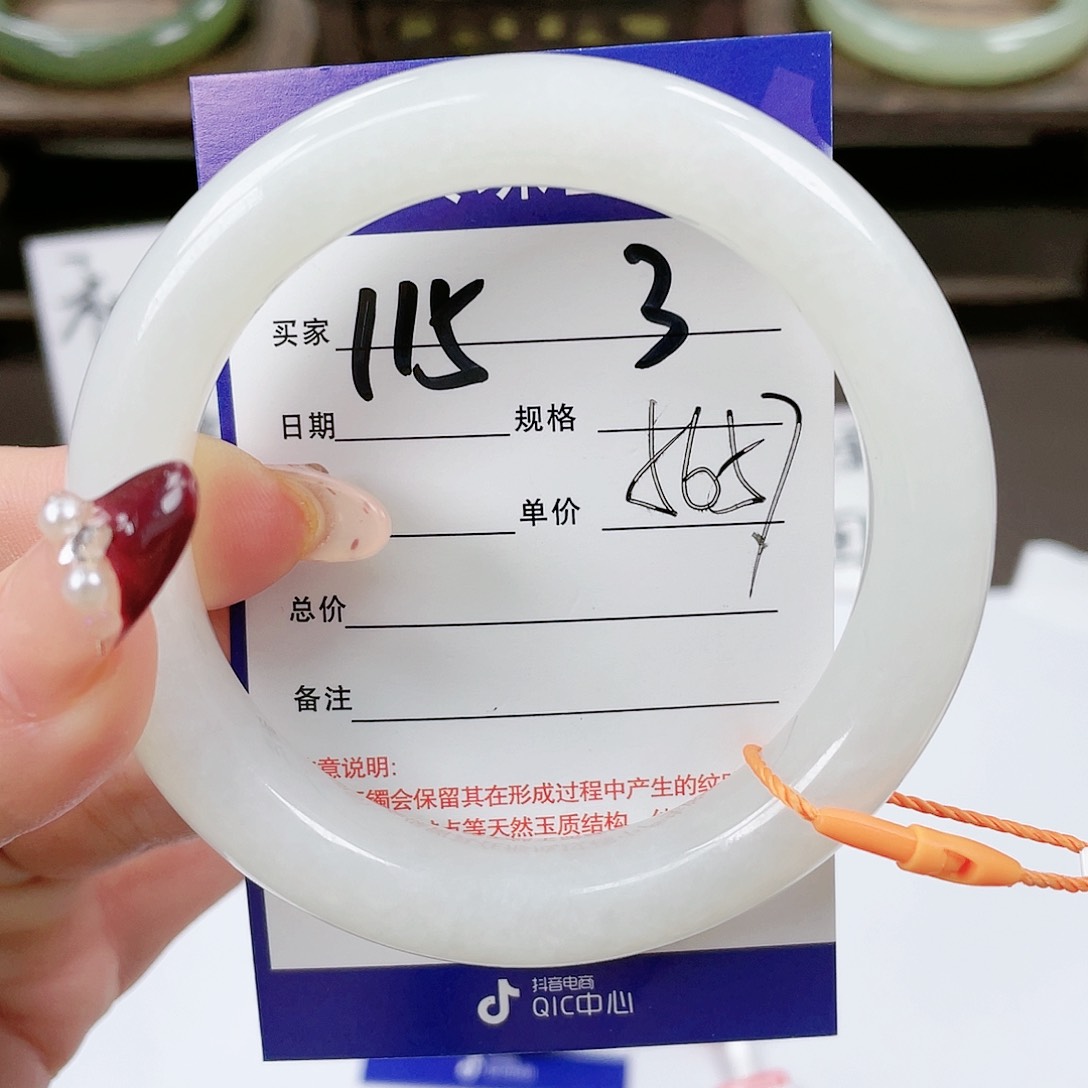 买家 115 3
日期 规格
565
单价
总价
备注
意说明:
镯会保留其在形成过程中产生的纹
点等天然玉质结构
抖音电商
QIC中心